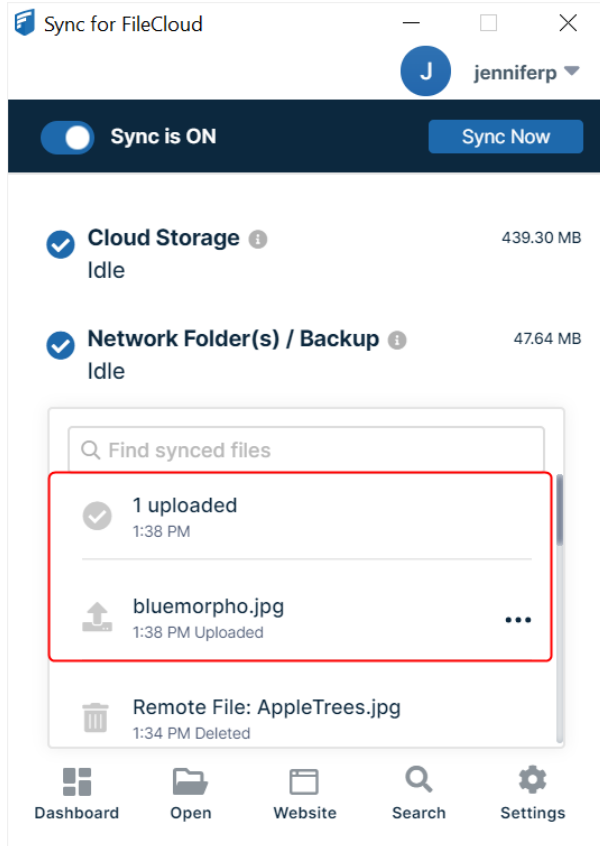 Sync for FileCloud
J
jenniferp
Sync is ON
Sync Now
Cloud Storage
439.30 MB
Idle
Network Folder(s) / Backup
47.64 MB
Idle
Find synced files
1 uploaded
1:38 PM
bluemorpho.jpg
1:38 PM Uploaded
Remote File: AppleTrees.jpg
1:34 PM Deleted
Dashboard
Open
Website
Search
Settings